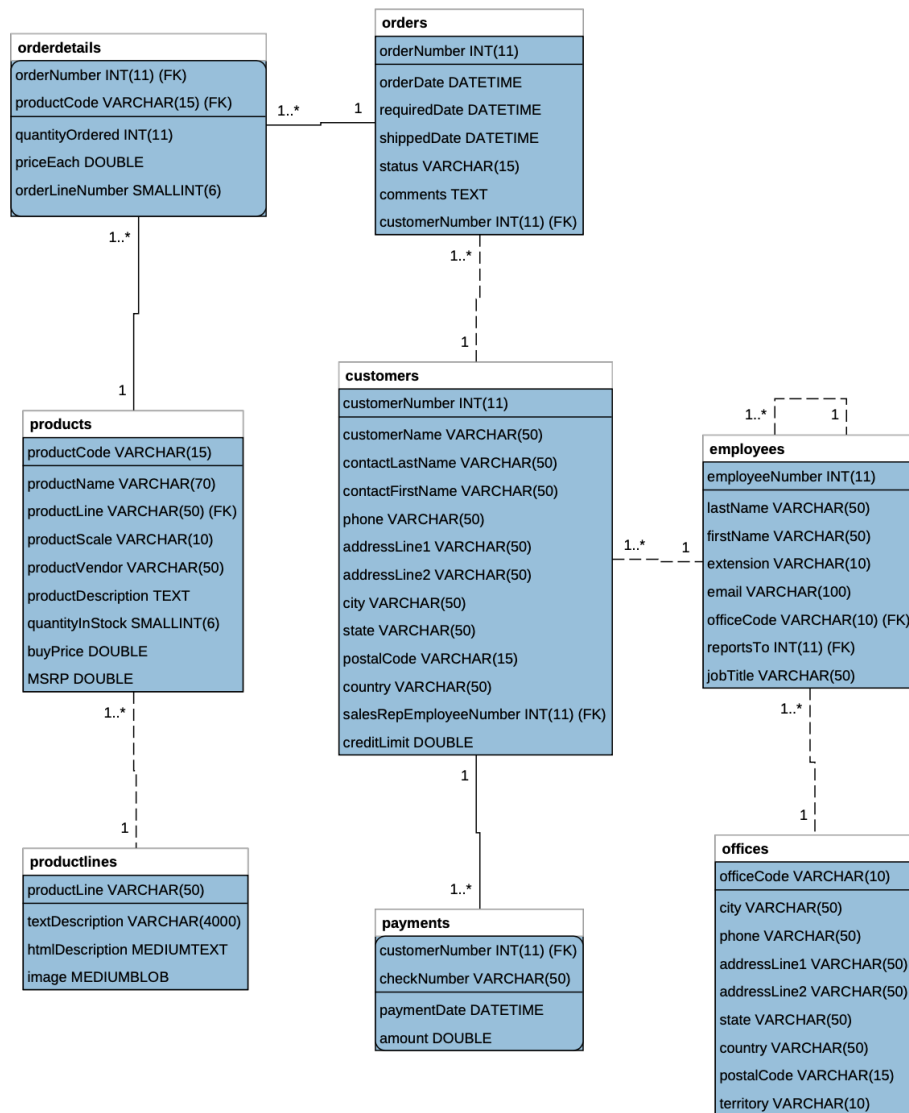 orderdetails
orderNumber INT(11) (FK)
productCode VARCHAR(15) (FK)
quantityOrdered INT(11)
priceEach DOUBLE
orderLineNumber SMALLINT(6)
1..*
1
1..*
1
orders
orderNumber INT(11)
orderDate DATETIME
requiredDate DATETIME
shippedDate DATETIME
status VARCHAR(15)
comments TEXT
customerNumber INT(11) (FK)
1..*
1
products
productCode VARCHAR(15)
productName VARCHAR(70)
productLine VARCHAR(50) (FK)
productScale VARCHAR(10)
productVendor VARCHAR(50)
productDescription TEXT
quantityInStock SMALLINT(6)
buyPrice DOUBLE
MSRP DOUBLE
1..*
1
productlines
productLine VARCHAR(50)
textDescription VARCHAR(4000)
htmlDescription MEDIUMTEXT
image MEDIUMBLOB
customers
customerNumber INT(11)
customerName VARCHAR(50)
contactLastName VARCHAR(50)
contactFirstName VARCHAR(50)
phone VARCHAR(50)
addressLine1 VARCHAR(50)
addressLine2 VARCHAR(50)
city VARCHAR(50)
state VARCHAR(50)
postalCode VARCHAR(15)
country VARCHAR(50)
salesRepEmployeeNumber INT(11) (FK)
creditLimit DOUBLE
1..*
1
1
1..*
payments
customerNumber INT(11) (FK)
checkNumber VARCHAR(50)
paymentDate DATETIME
amount DOUBLE
1..*
1
employees
employeeNumber INT(11)
lastName VARCHAR(50)
firstName VARCHAR(50)
extension VARCHAR(10)
email VARCHAR(100)
officeCode VARCHAR(10) (FK)
reportsTo INT(11) (FK)
jobTitle VARCHAR(50)
1..*
1
offices
officeCode VARCHAR(10)
city VARCHAR(50)
phone VARCHAR(50)
addressLine1 VARCHAR(50)
addressLine2 VARCHAR(50)
state VARCHAR(50)
country VARCHAR(50)
postalCode VARCHAR(15)
territory VARCHAR(10)